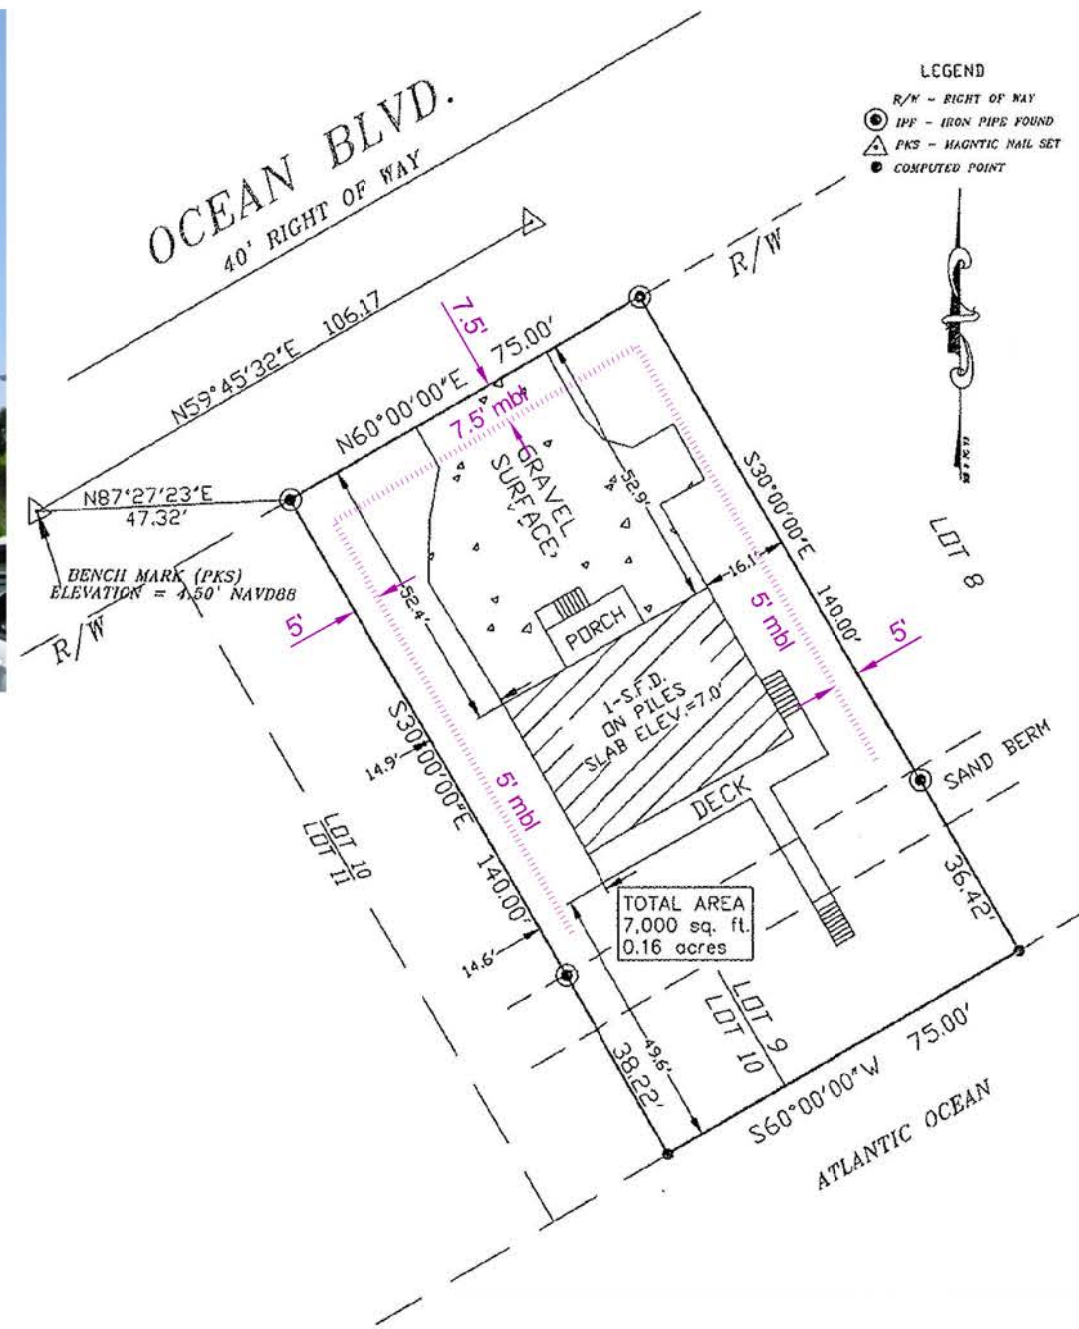 LEGEND
R/W - RIGHT OF WAY
IPF - IRON PIPE FOUND
PKS - MAGNTIC NAIL SET
COMPUTED POINT
OCEAN BLVD.
40' RIGHT OF WAY
R/W
N59°45'32"E 106.17
7.5'
N60°00'00"E 75.00'
7.5' mbl
GRAVEL
SURFACE
N87°27'23"E
47.32'
BENCH MARK (PKS)
ELEVATION = 4.50' NAVD88
R/W
5'
52.4'
52.9'
16.1'
S30°00'00"E 140.00'
LOT 8
5' mbl
5'
PORCH
1-S.F.D.
ON PILES
SLAB ELEV.=7.0'
S30°00'00"E 140.00'
14.9'
5' mbl
DECK
SAND BERM
LOT 10
LOT 11
TOTAL AREA
7,000 sq. ft.
0.16 acres
36.42'
14.6'
38.22'
49.6'
LOT 9
LOT 10
S60°00'00"W 75.00'
ATLANTIC OCEAN